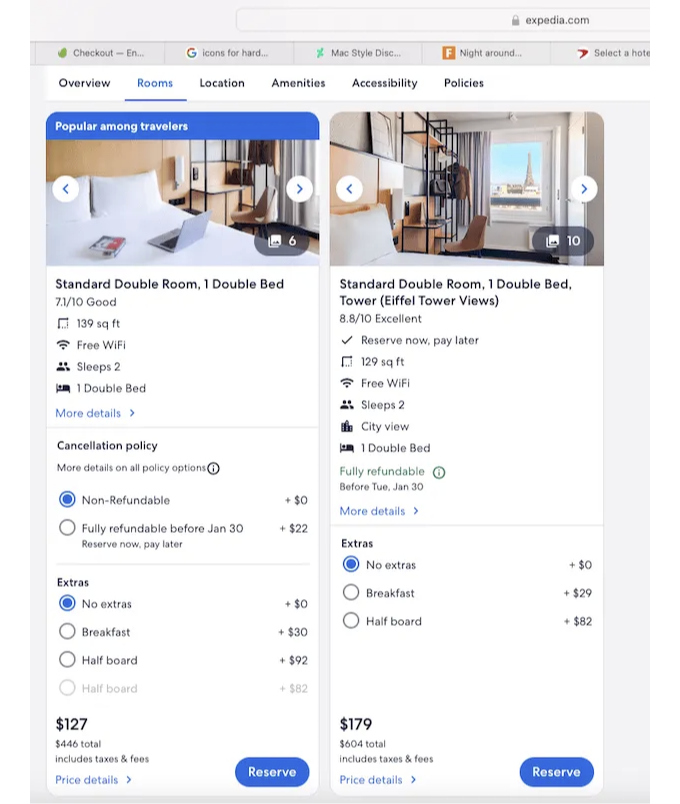 expedia.com
Checkout — En...
icons for hard...
Mac Style Disc...
Night around...
Select a hote
Overview
Rooms
Location
Amenities
Accessibility
Policies
Popular among travelers
6
Standard Double Room, 1 Double Bed
7.1/10 Good
139 sq ft
Free WiFi
Sleeps 2
1 Double Bed
More details
Cancellation policy
More details on all policy options
Non-Refundable + $0
Fully refundable before Jan 30 + $22
Reserve now, pay later
Extras
No extras + $0
Breakfast + $30
Half board + $92
Half board + $82
$127
$446 total
includes taxes & fees
Price details
Reserve
10
Standard Double Room, 1 Double Bed,
Tower (Eiffel Tower Views)
8.8/10 Excellent
Reserve now, pay later
129 sq ft
Free WiFi
Sleeps 2
City view
1 Double Bed
Fully refundable
Before Tue, Jan 30
More details
Extras
No extras + $0
Breakfast + $29
Half board + $82
$179
$604 total
includes taxes & fees
Price details
Reserve